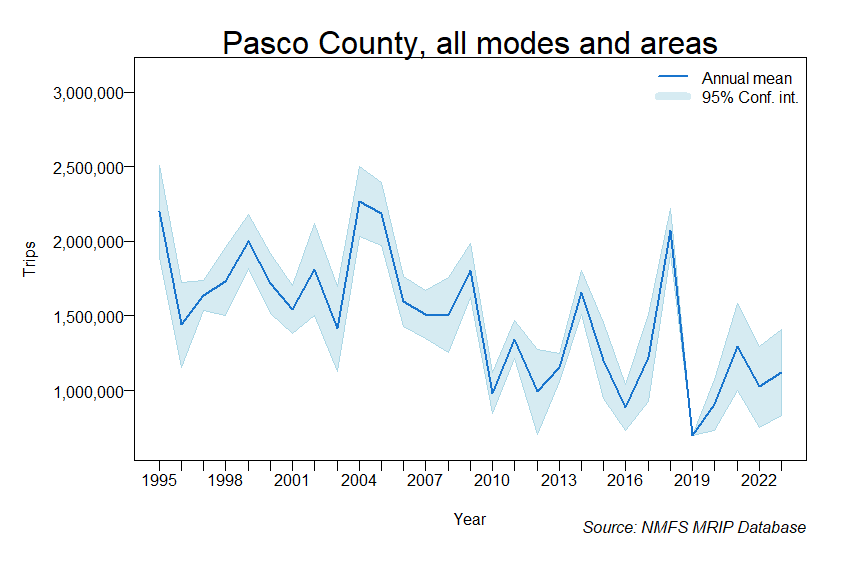 Pasco County, all modes and areas
Annual mean
95% Conf. int.
3,000,000
2,500,000
2,000,000
1,500,000
1,000,000
Trips
1995 1998 2001 2004 2007 2010 2013 2016 2019 2022
Year
Source: NMFS MRIP Database